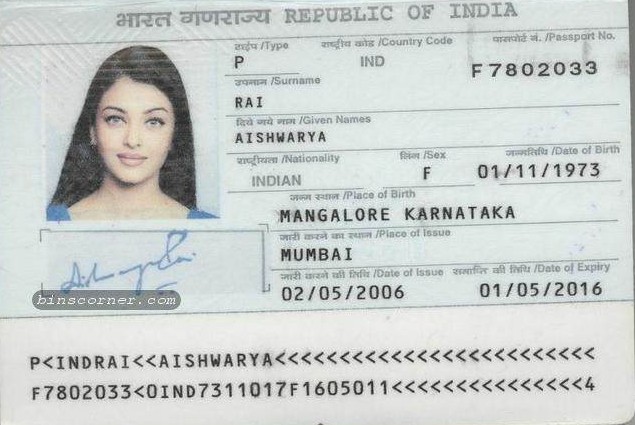 भारत गणराज्य REPUBLIC OF INDIA
टाईप /Type राष्ट्रीय कोड /Country Code पासपोर्ट नं. /Passport No.
P IND F7802033
उपनाम /Surname
RAI
दिये गये नाम /Given Names
AISHWARYA
राष्ट्रीयता /Nationality लिंग /Sex जन्मतिथि /Date of Birth
INDIAN F 01/11/1973
जन्म स्थान /Place of Birth
MANGALORE KARNATAKA
जारी करने का स्थान /Place of Issue
MUMBAI
जारी करने की तिथि /Date of Issue समाप्ति की तिथि /Date of Expiry
02/05/2006 01/05/2016
Aishwarya Rai
binscorner.com
P<INDRAI<<AISHWARYA<<<<<<<<<<<<<<<<<<<<<<<<<
F7802033<0IND7311017F1605011<<<<<<<<<<<<<<<4